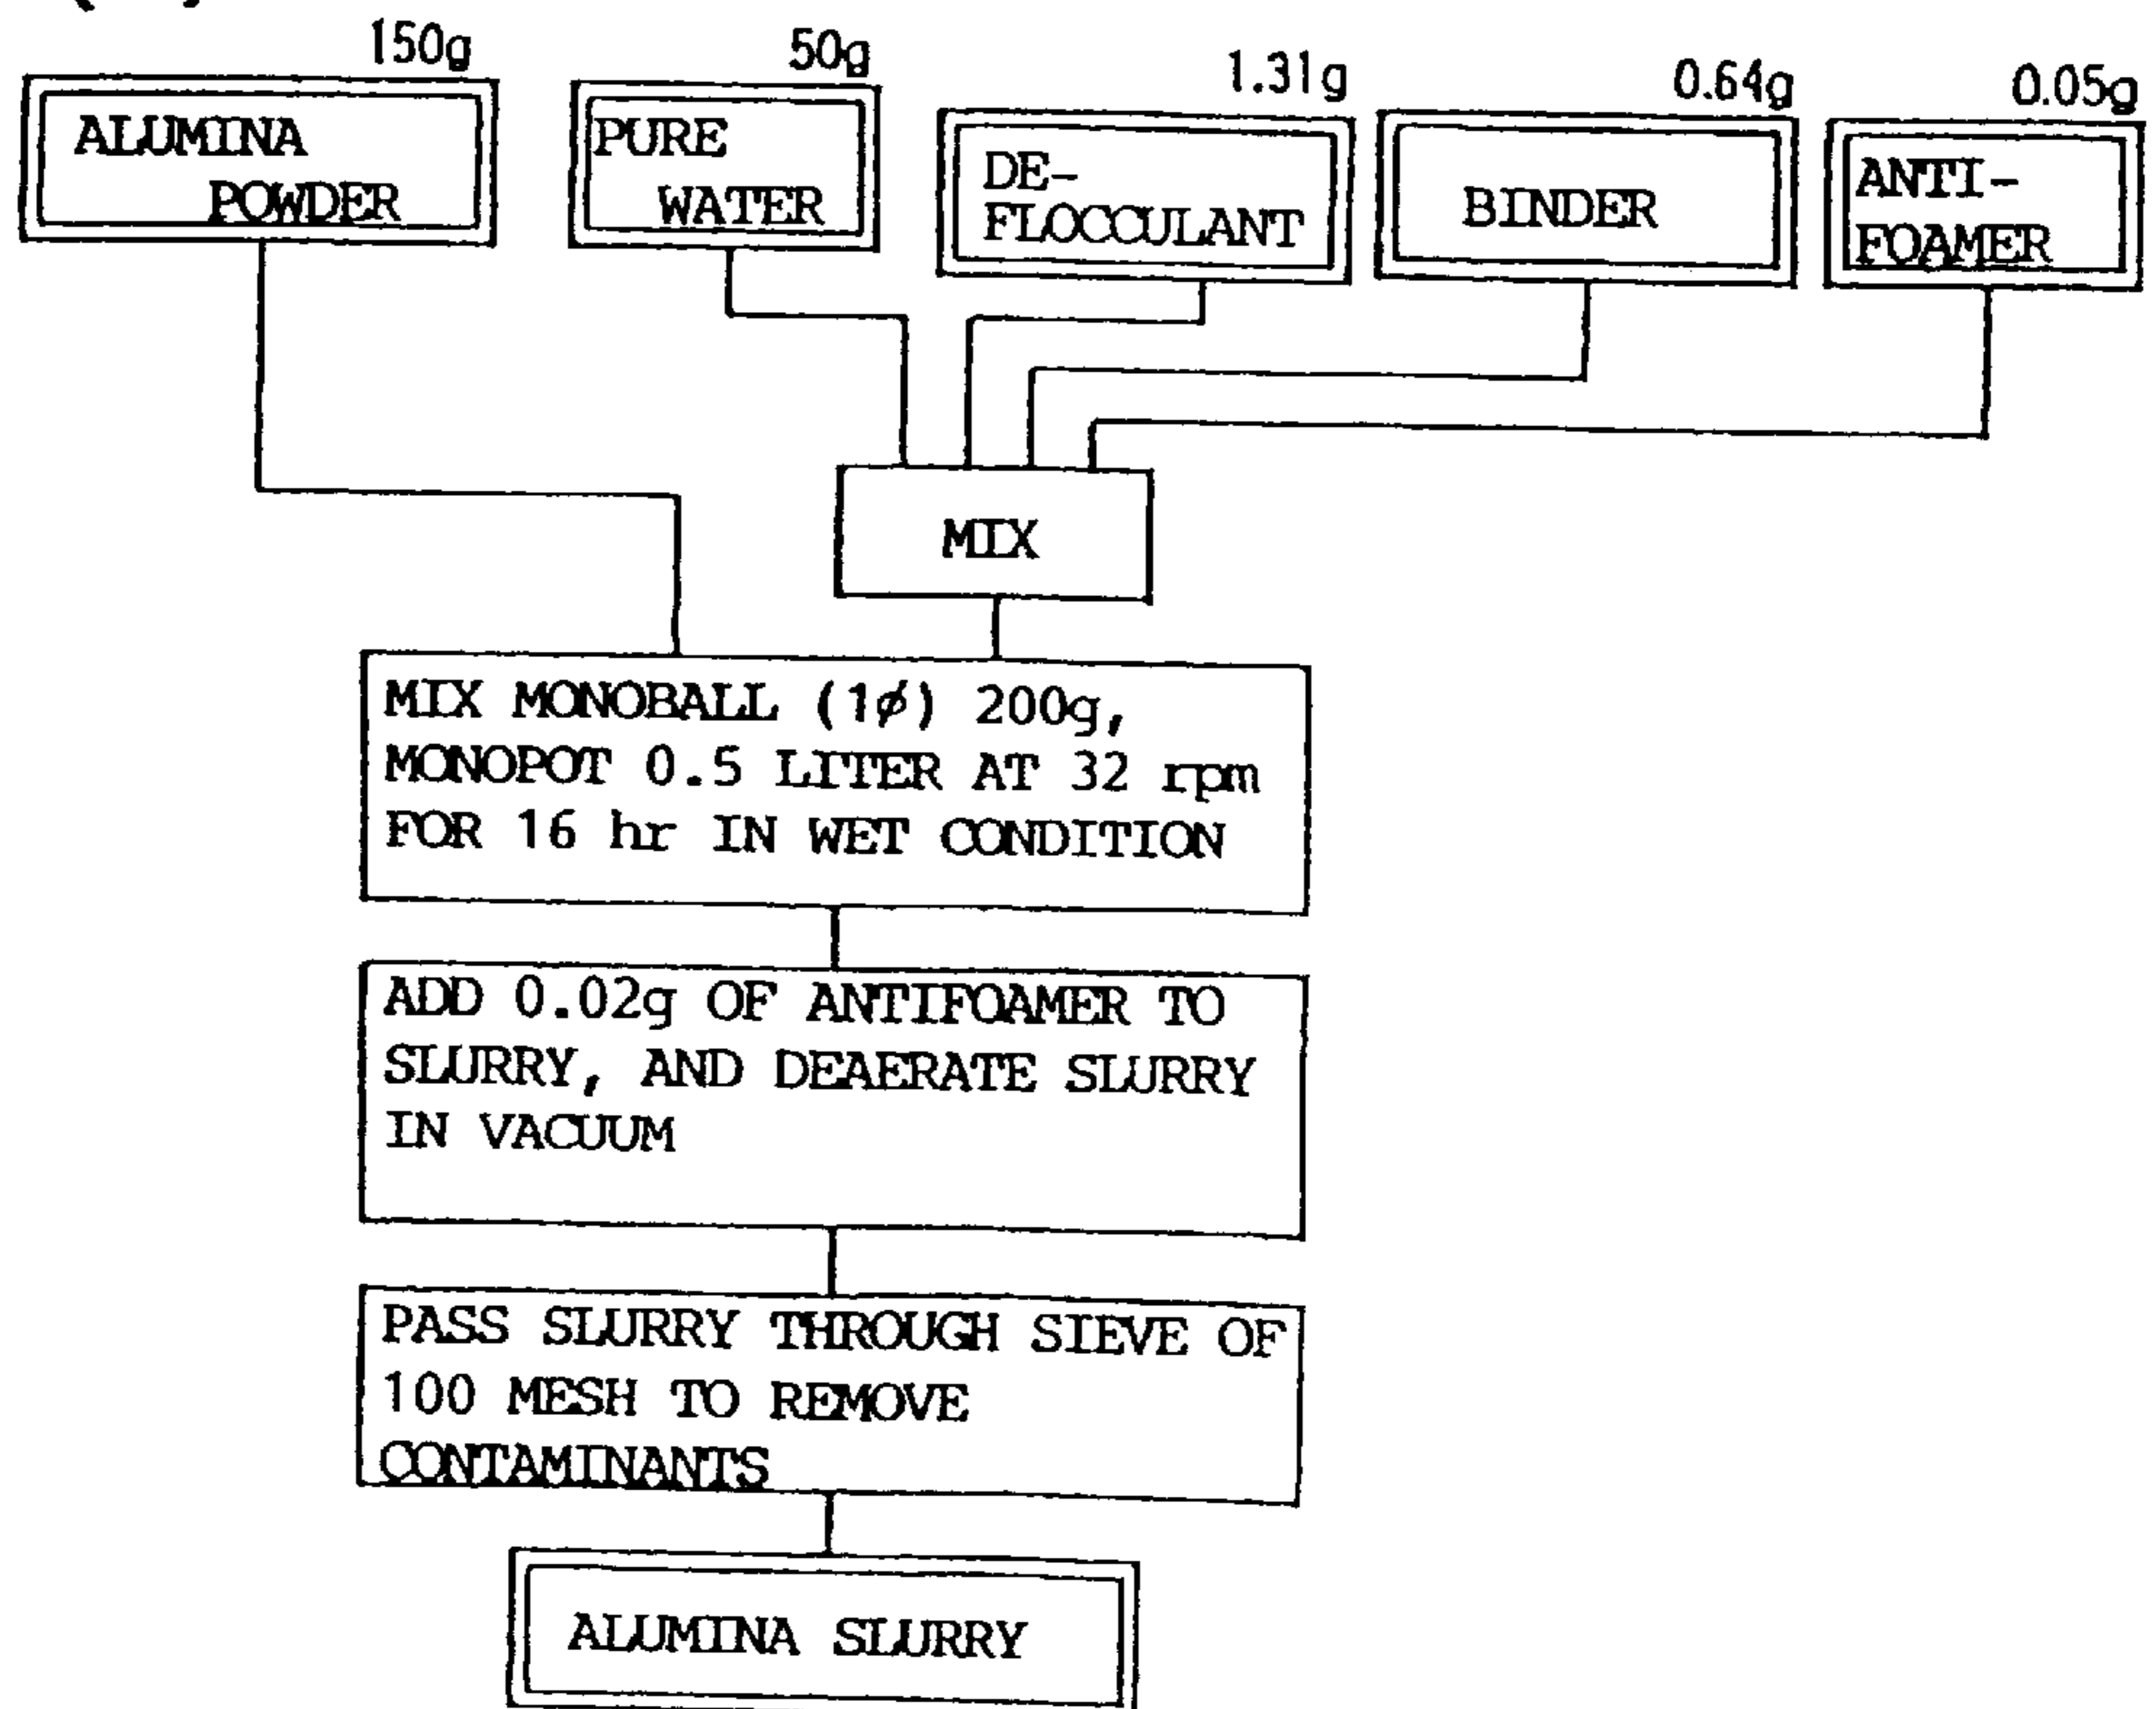 150g
ALUMINA
POWDER
50g
PURE
WATER
1.31g
DE-
FLOCCULANT
0.64g
BINDER
0.05g
ANTI-
FOAMER
MIX
MIX MONOBALL (1ø) 200g,
MONOPOT 0.5 LITER AT 32 rpm
FOR 16 hr IN WET CONDITION
ADD 0.02g OF ANTIFOAMER TO
SLURRY, AND DEAERATE SLURRY
IN VACUUM
PASS SLURRY THROUGH SIEVE OF
100 MESH TO REMOVE
CONTAMINANTS
ALUMINA SLURRY